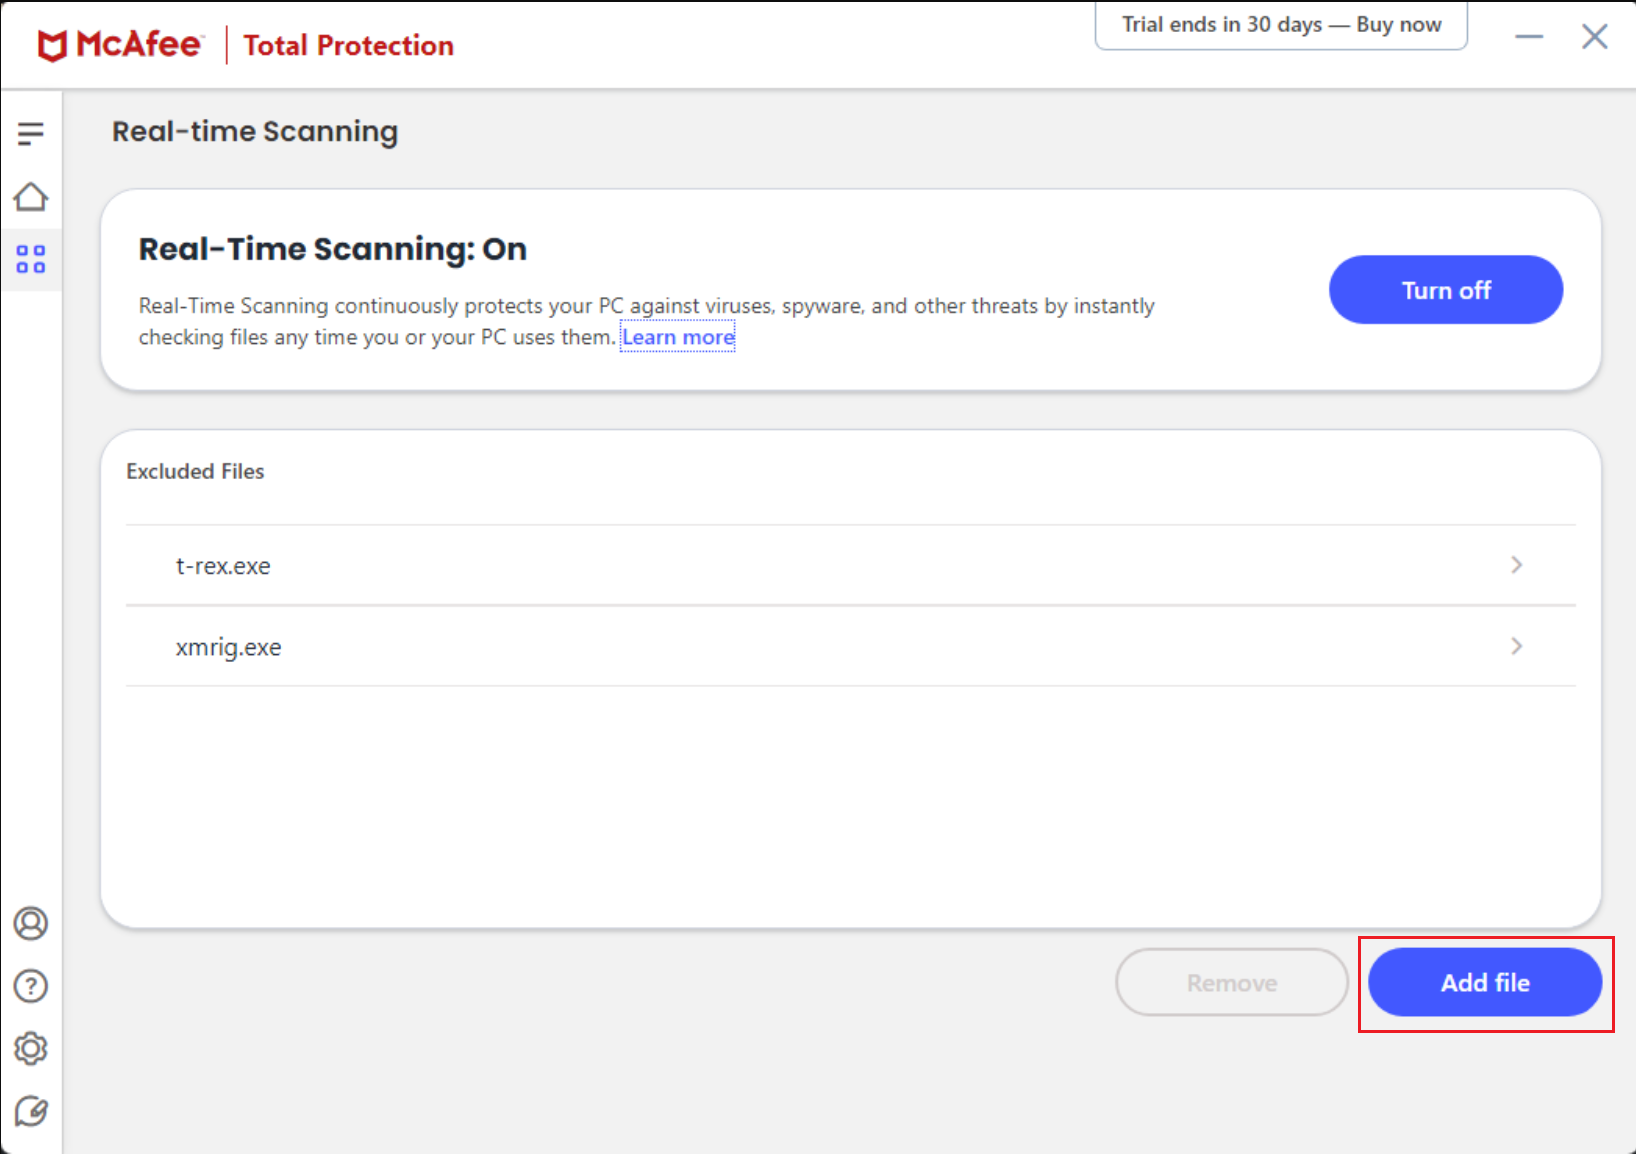 McAfee™ | Total Protection
Trial ends in 30 days — Buy now
Real-time Scanning
Real-Time Scanning: On
Real-Time Scanning continuously protects your PC against viruses, spyware, and other threats by instantly
checking files any time you or your PC uses them. Learn more
Turn off
Excluded Files
t-rex.exe
xmrig.exe
Remove
Add file